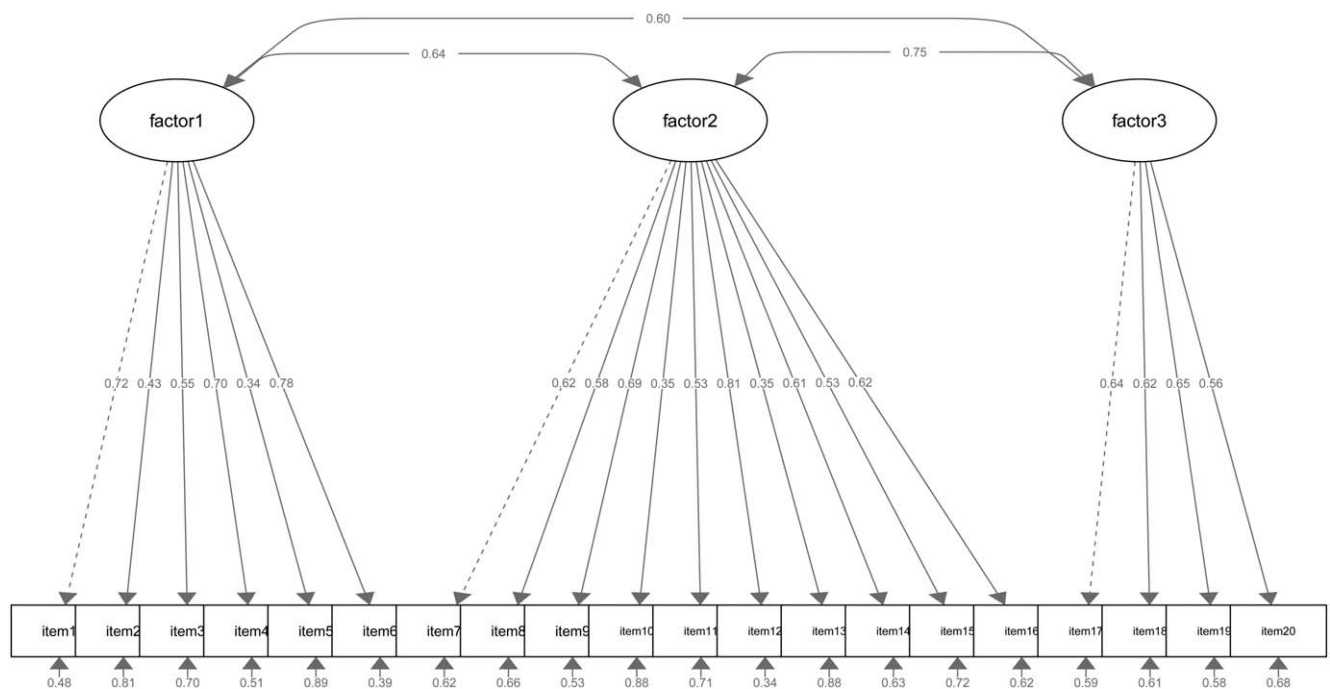 0.60
0.64
0.75
factor1 factor2 factor3
0.72 0.43 0.55 0.70 0.34 0.78 0.62 0.58 0.69 0.35 0.53 0.81 0.35 0.61 0.53 0.62 0.64 0.62 0.65 0.56
item1 item2 item3 item4 item5 item6 item7 item8 item9 item10 item11 item12 item13 item14 item15 item16 item17 item18 item19 item20
0.48 0.81 0.70 0.51 0.89 0.39 0.62 0.66 0.53 0.88 0.71 0.34 0.88 0.63 0.72 0.62 0.59 0.61 0.58 0.68